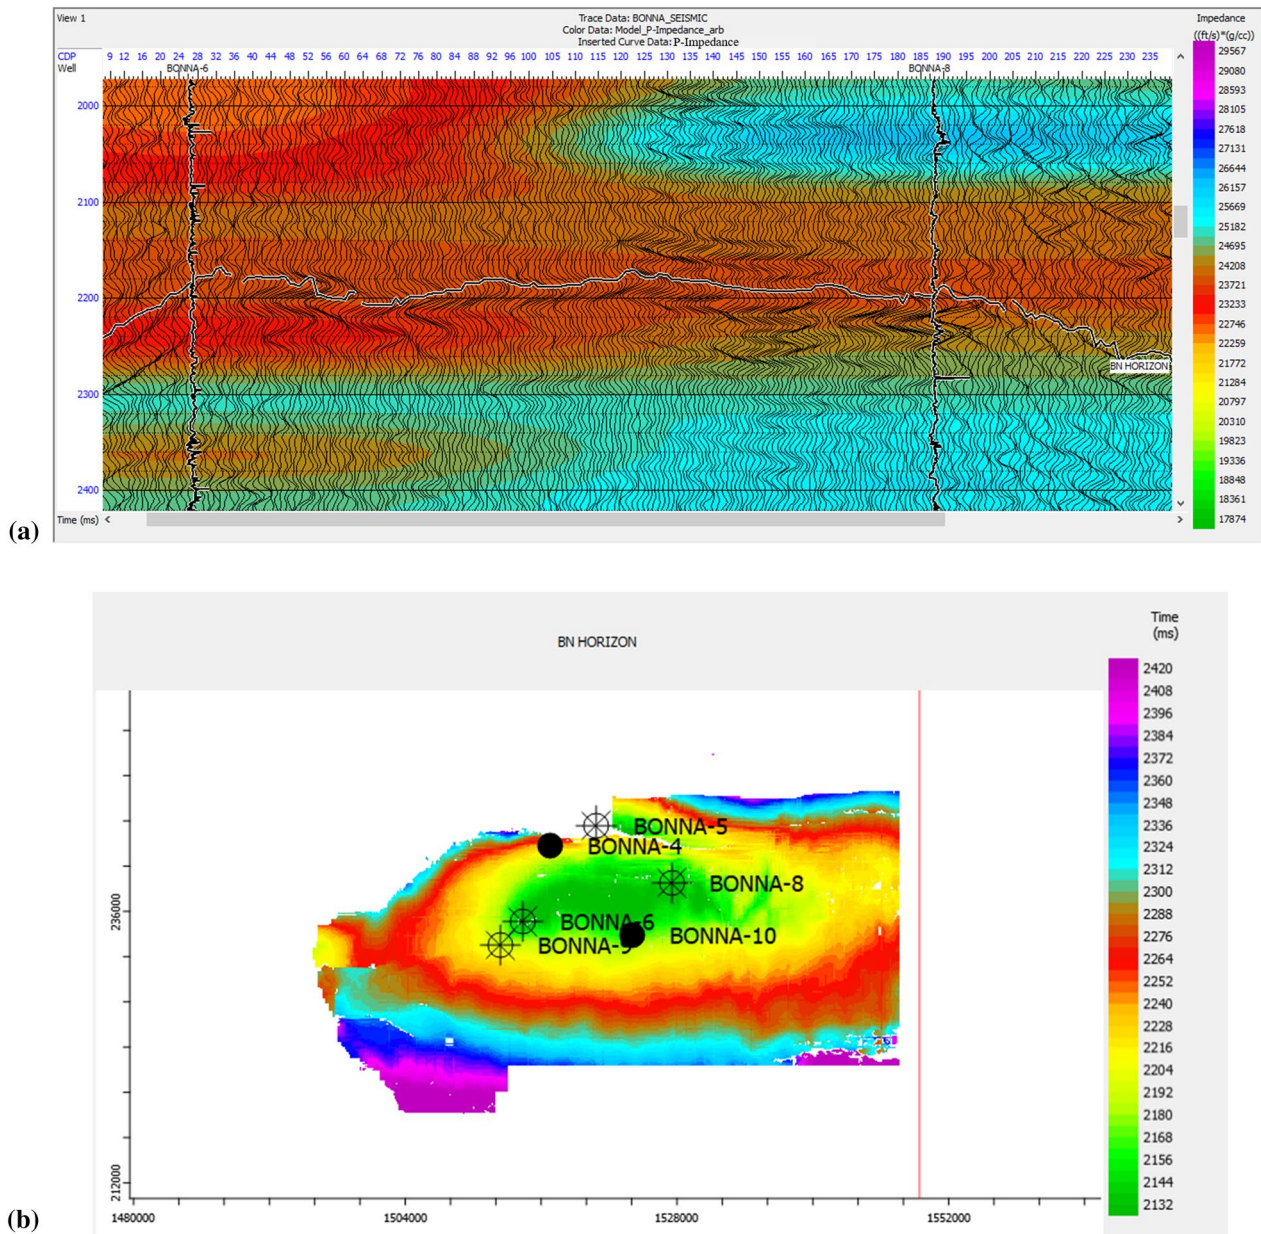 View 1
Trace Data: BONNA_SEISMIC
Color Data: Model_P-Impedance_arb
Inserted Curve Data: P-Impedance
Impedance
((ft/s)*(g/cc))
CDP 9 12 16 20 24 28 32 36 40 44 48 52 56 60 64 68 72 76 80 84 88 92 96 100 105 110 115 120 125 130 135 140 145 150 155 160 165 170 175 180 185 190 195 200 205 210 215 220 225 230 235
Well BONNA-6 BONNA-8
2000
2100
2200
2300
2400
BN HORIZON
Time (ms)
29567
29080
28593
28105
27618
27131
26644
26157
25669
25182
24695
24208
23721
23233
22746
22259
21772
21284
20797
20310
19823
19336
18848
18361
17874
(a)
BN HORIZON
Time
(ms)
2420
2408
2396
2384
2372
2360
2348
2336
2324
2312
2300
2288
2276
2264
2252
2240
2228
2216
2204
2192
2180
2168
2156
2144
2132
BONNA-5
BONNA-4
BONNA-8
BONNA-6
BONNA-10
BONNA-9
236000
212000
1480000 1504000 1528000 1552000
(b)